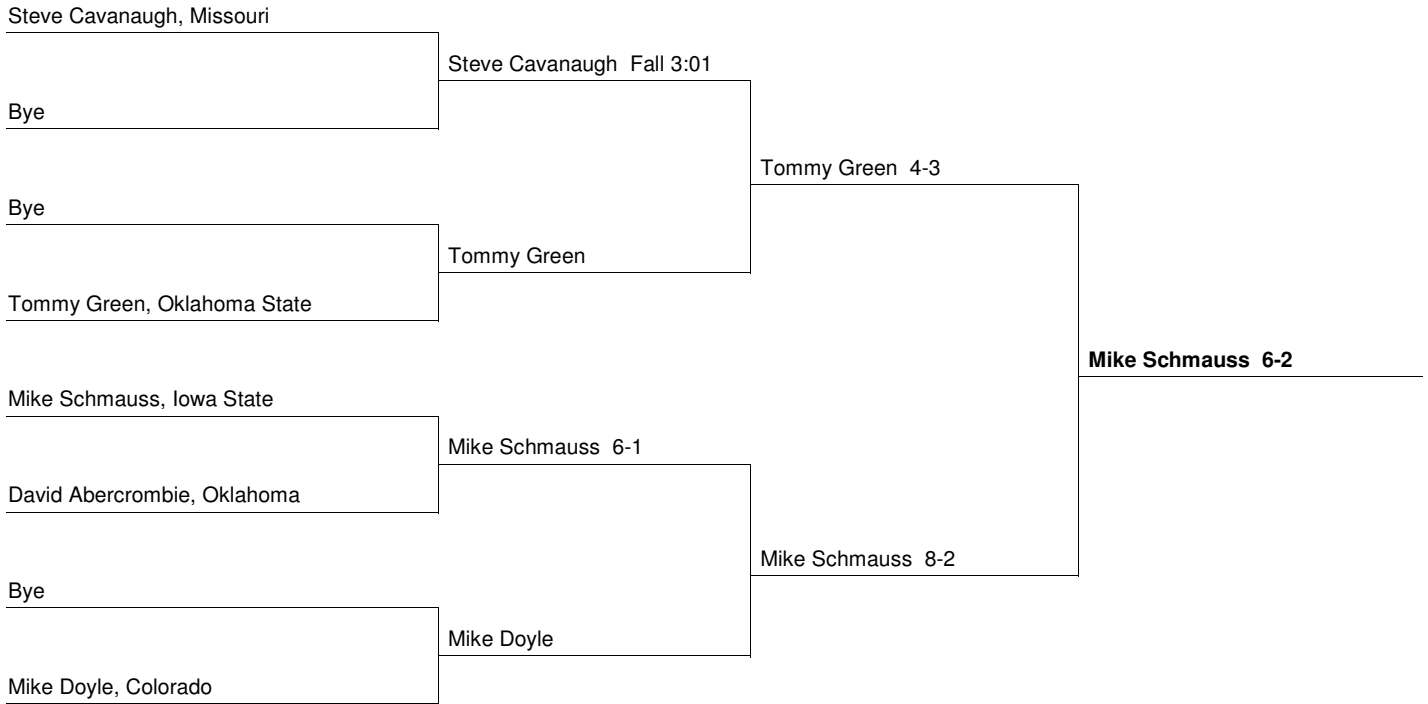 Steve Cavanaugh, Missouri
Steve Cavanaugh  Fall 3:01
Bye
Tommy Green  4-3
Bye
Tommy Green
Tommy Green, Oklahoma State
Mike Schmauss  6-2
Mike Schmauss, Iowa State
Mike Schmauss  6-1
David Abercrombie, Oklahoma
Mike Schmauss  8-2
Bye
Mike Doyle
Mike Doyle, Colorado